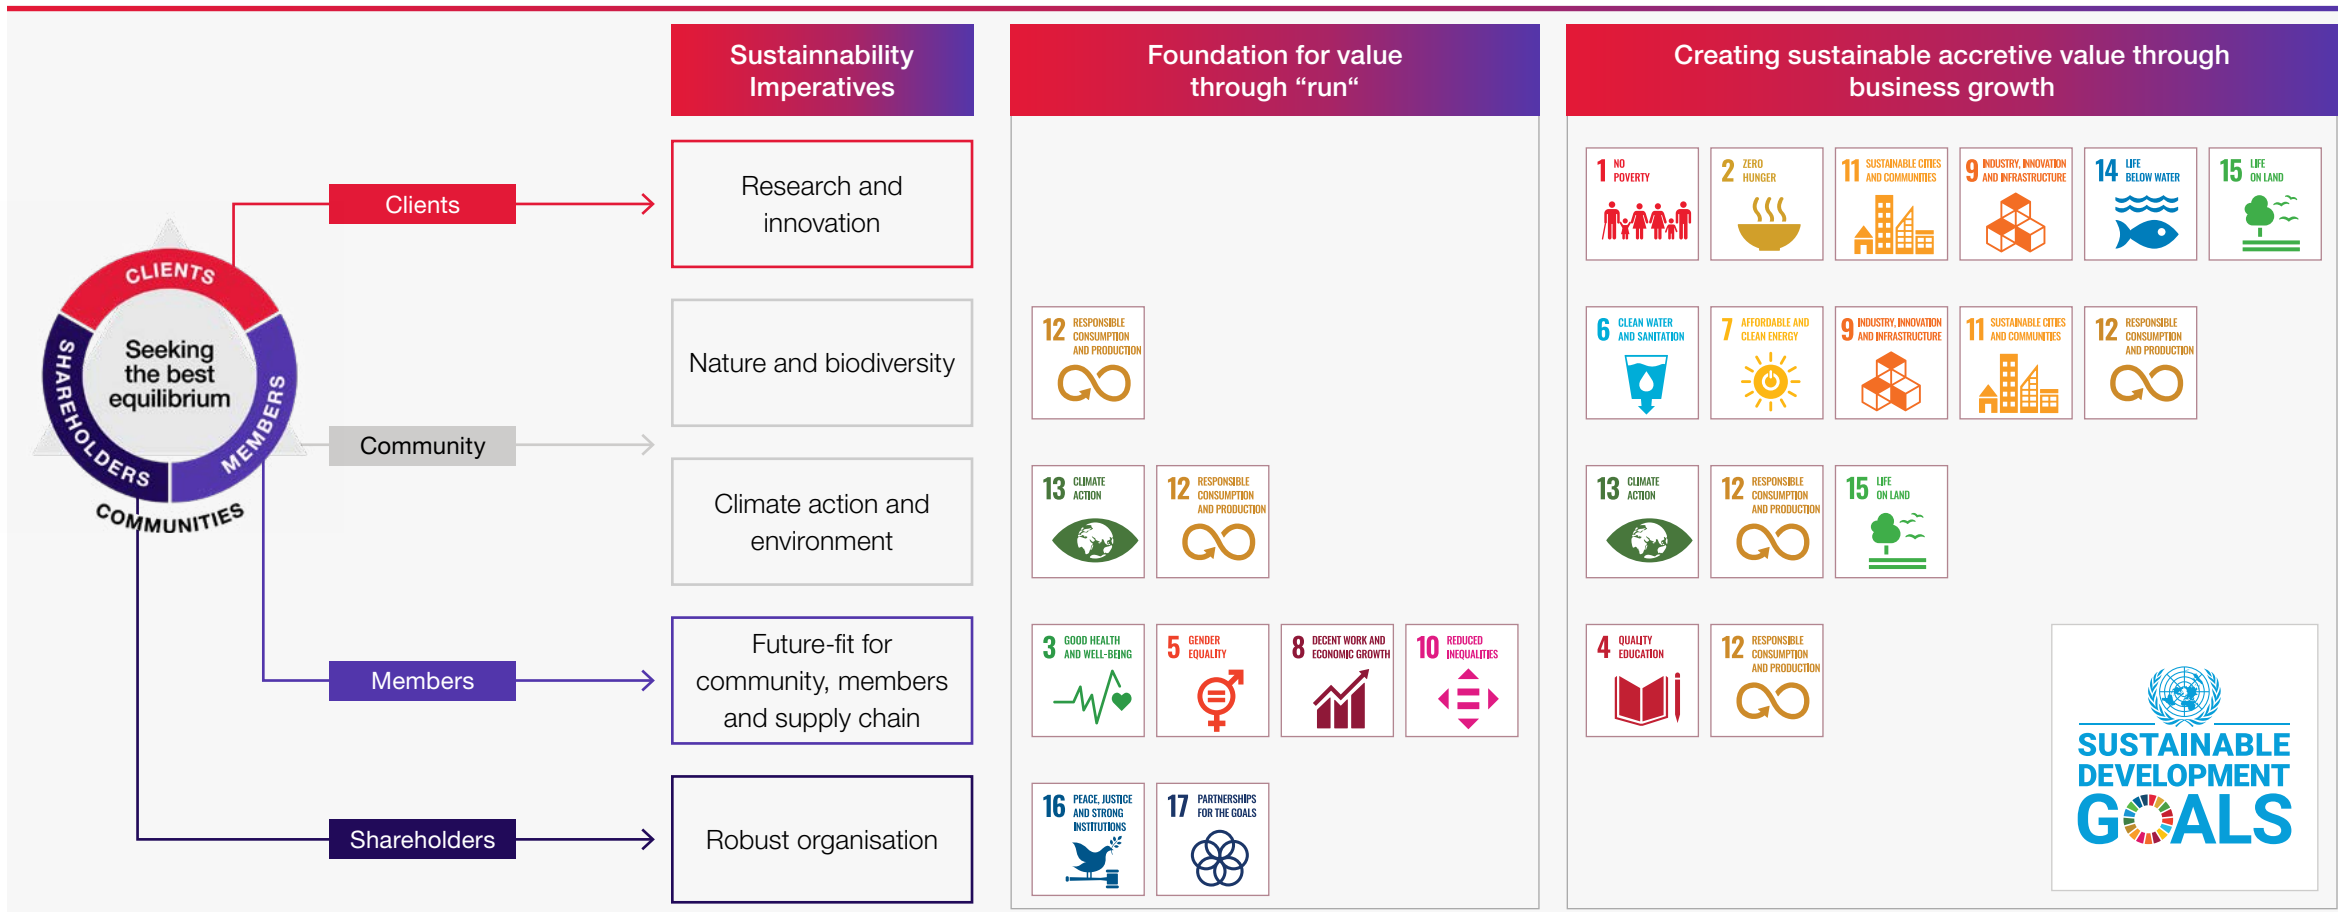 Sustainnability
Imperatives
Foundation for value
through “run“
Creating sustainable accretive value through
business growth
CLIENTS
SHAREHOLDERS
MEMBERS
Seeking
the best
equilibrium
COMMUNITIES
Clients
Research and
innovation
1 NO
POVERTY
2 ZERO
HUNGER
11 SUSTAINABLE CITIES
AND COMMUNITIES
9 INDUSTRY, INNOVATION
AND INFRASTRUCTURE
14 LIFE
BELOW WATER
15 LIFE
ON LAND
Community
Nature and biodiversity
12 RESPONSIBLE
CONSUMPTION
AND PRODUCTION
6 CLEAN WATER
AND SANITATION
7 AFFORDABLE AND
CLEAN ENERGY
9 INDUSTRY, INNOVATION
AND INFRASTRUCTURE
11 SUSTAINABLE CITIES
AND COMMUNITIES
12 RESPONSIBLE
CONSUMPTION
AND PRODUCTION
Climate action and
environment
13 CLIMATE
ACTION
12 RESPONSIBLE
CONSUMPTION
AND PRODUCTION
13 CLIMATE
ACTION
12 RESPONSIBLE
CONSUMPTION
AND PRODUCTION
15 LIFE
ON LAND
Members
Future-fit for
community, members
and supply chain
3 GOOD HEALTH
AND WELL-BEING
5 GENDER
EQUALITY
8 DECENT WORK AND
ECONOMIC GROWTH
10 REDUCED
INEQUALITIES
4 QUALITY
EDUCATION
12 RESPONSIBLE
CONSUMPTION
AND PRODUCTION
Shareholders
Robust organisation
16 PEACE, JUSTICE
AND STRONG
INSTITUTIONS
17 PARTNERSHIPS
FOR THE GOALS
SUSTAINABLE
DEVELOPMENT
GOALS